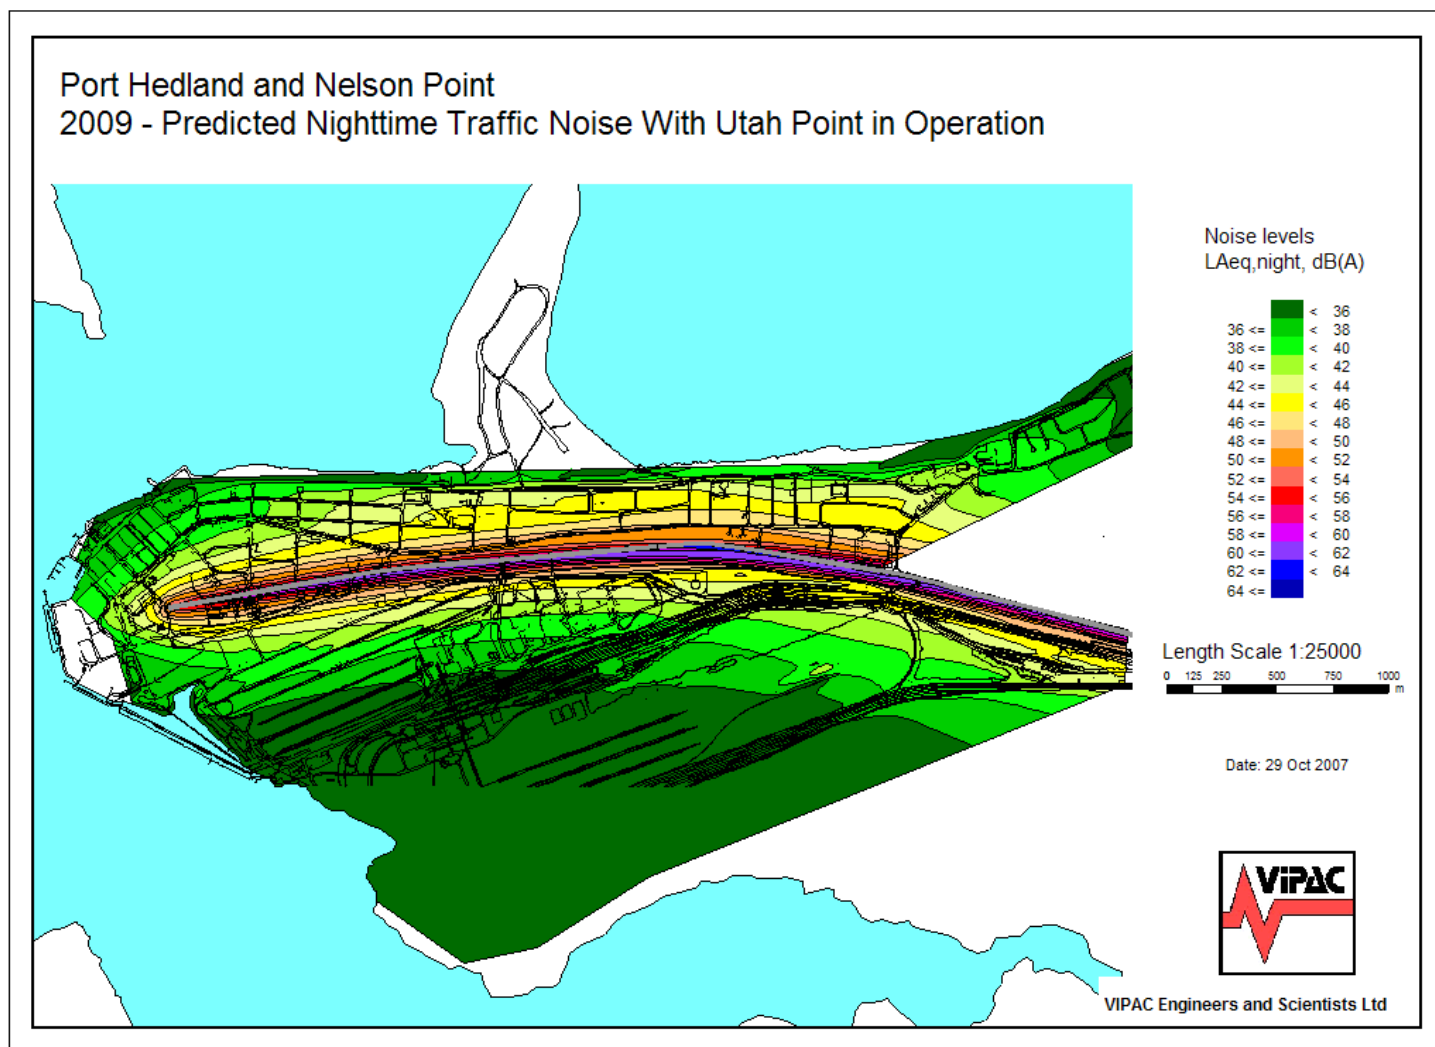 Port Hedland and Nelson Point
2009 - Predicted Nighttime Traffic Noise With Utah Point in Operation
Noise levels
LAeq,night, dB(A)
< 36
36 <= < 38
38 <= < 40
40 <= < 42
42 <= < 44
44 <= < 46
46 <= < 48
48 <= < 50
50 <= < 52
52 <= < 54
54 <= < 56
56 <= < 58
58 <= < 60
60 <= < 62
62 <= < 64
64 <=
Length Scale 1:25000
0 125 250 500 750 1000
m
Date: 29 Oct 2007
ViPAC
VIPAC Engineers and Scientists Ltd